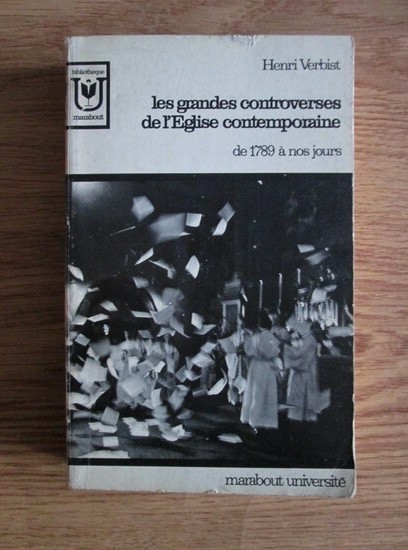 bibliothèque
marabout
Henri Verbist
les grandes controverses
de l'Eglise contemporaine
de 1789 à nos jours
marabout université